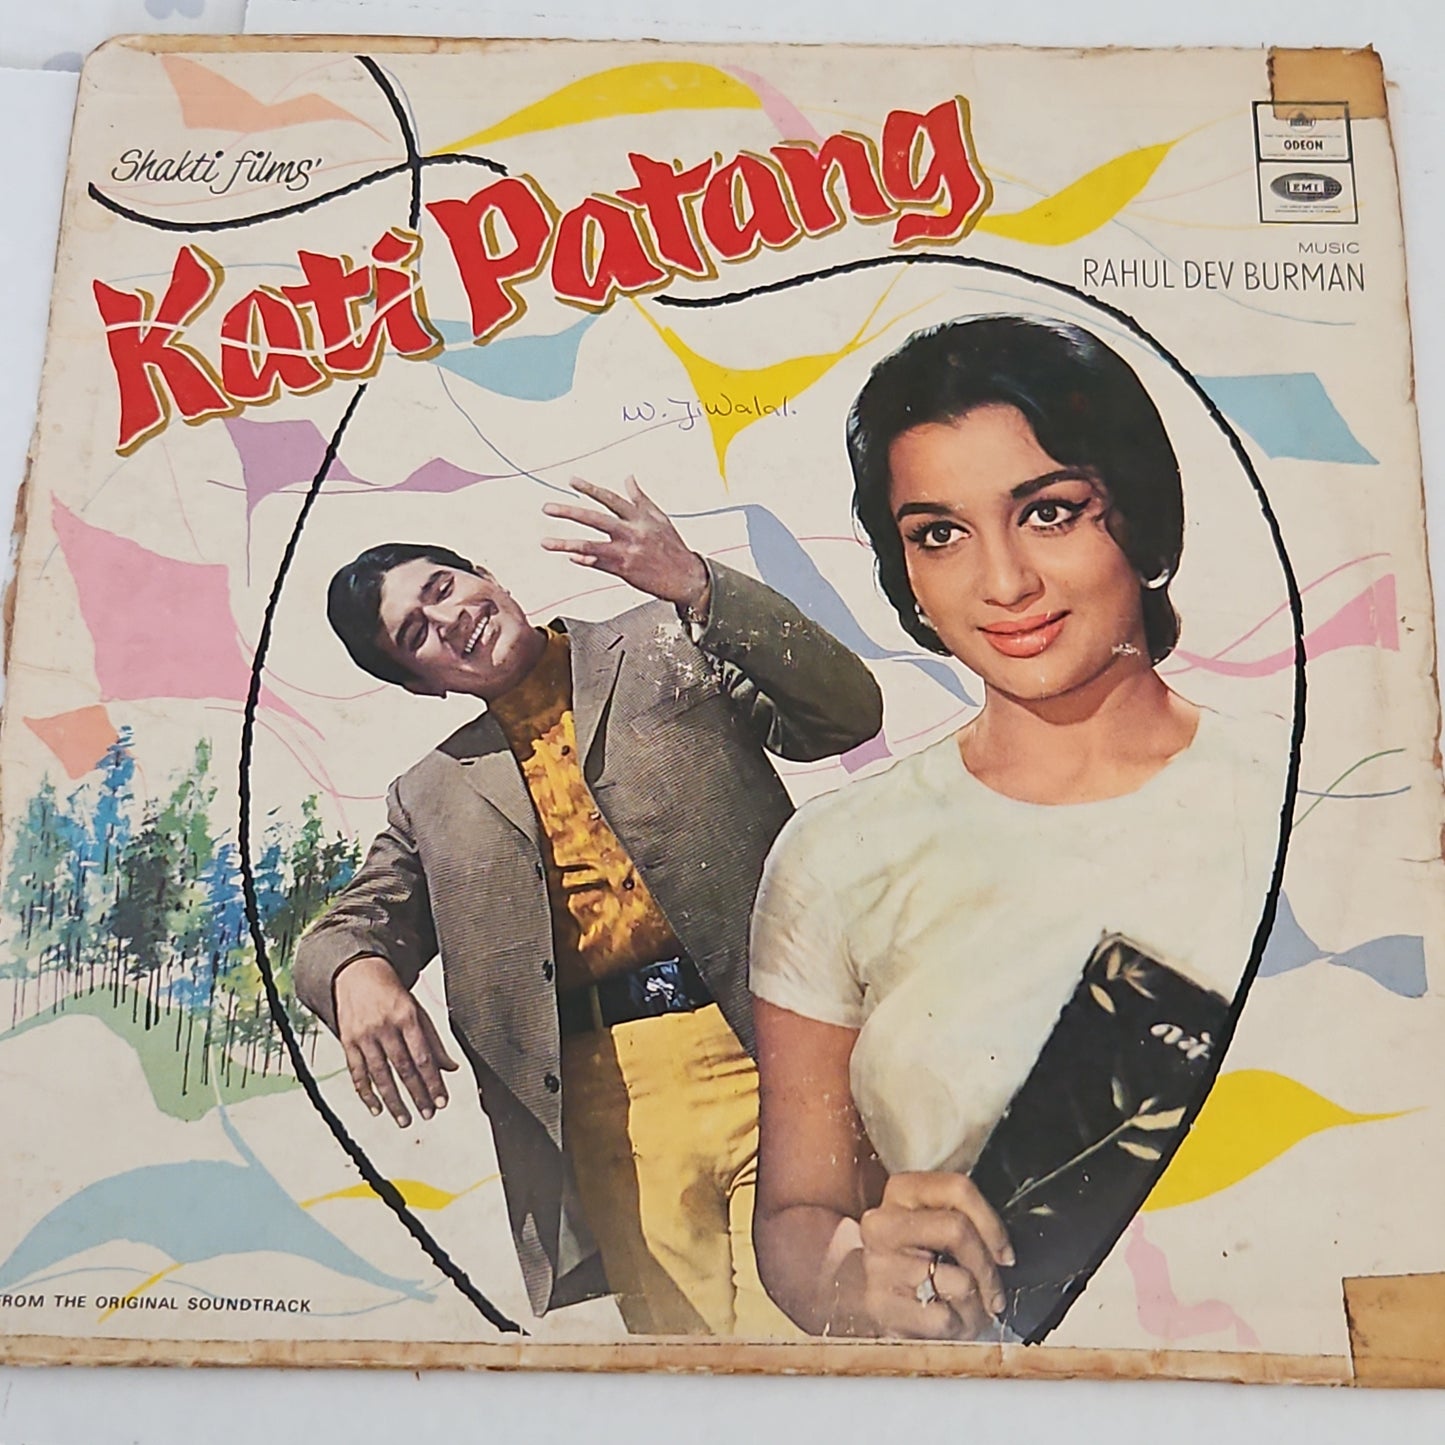 Shakti films'
Kati Patang
ODEON
EMI
MUSIC
RAHUL DEV BURMAN
W. JiWalal.
FROM THE ORIGINAL SOUNDTRACK